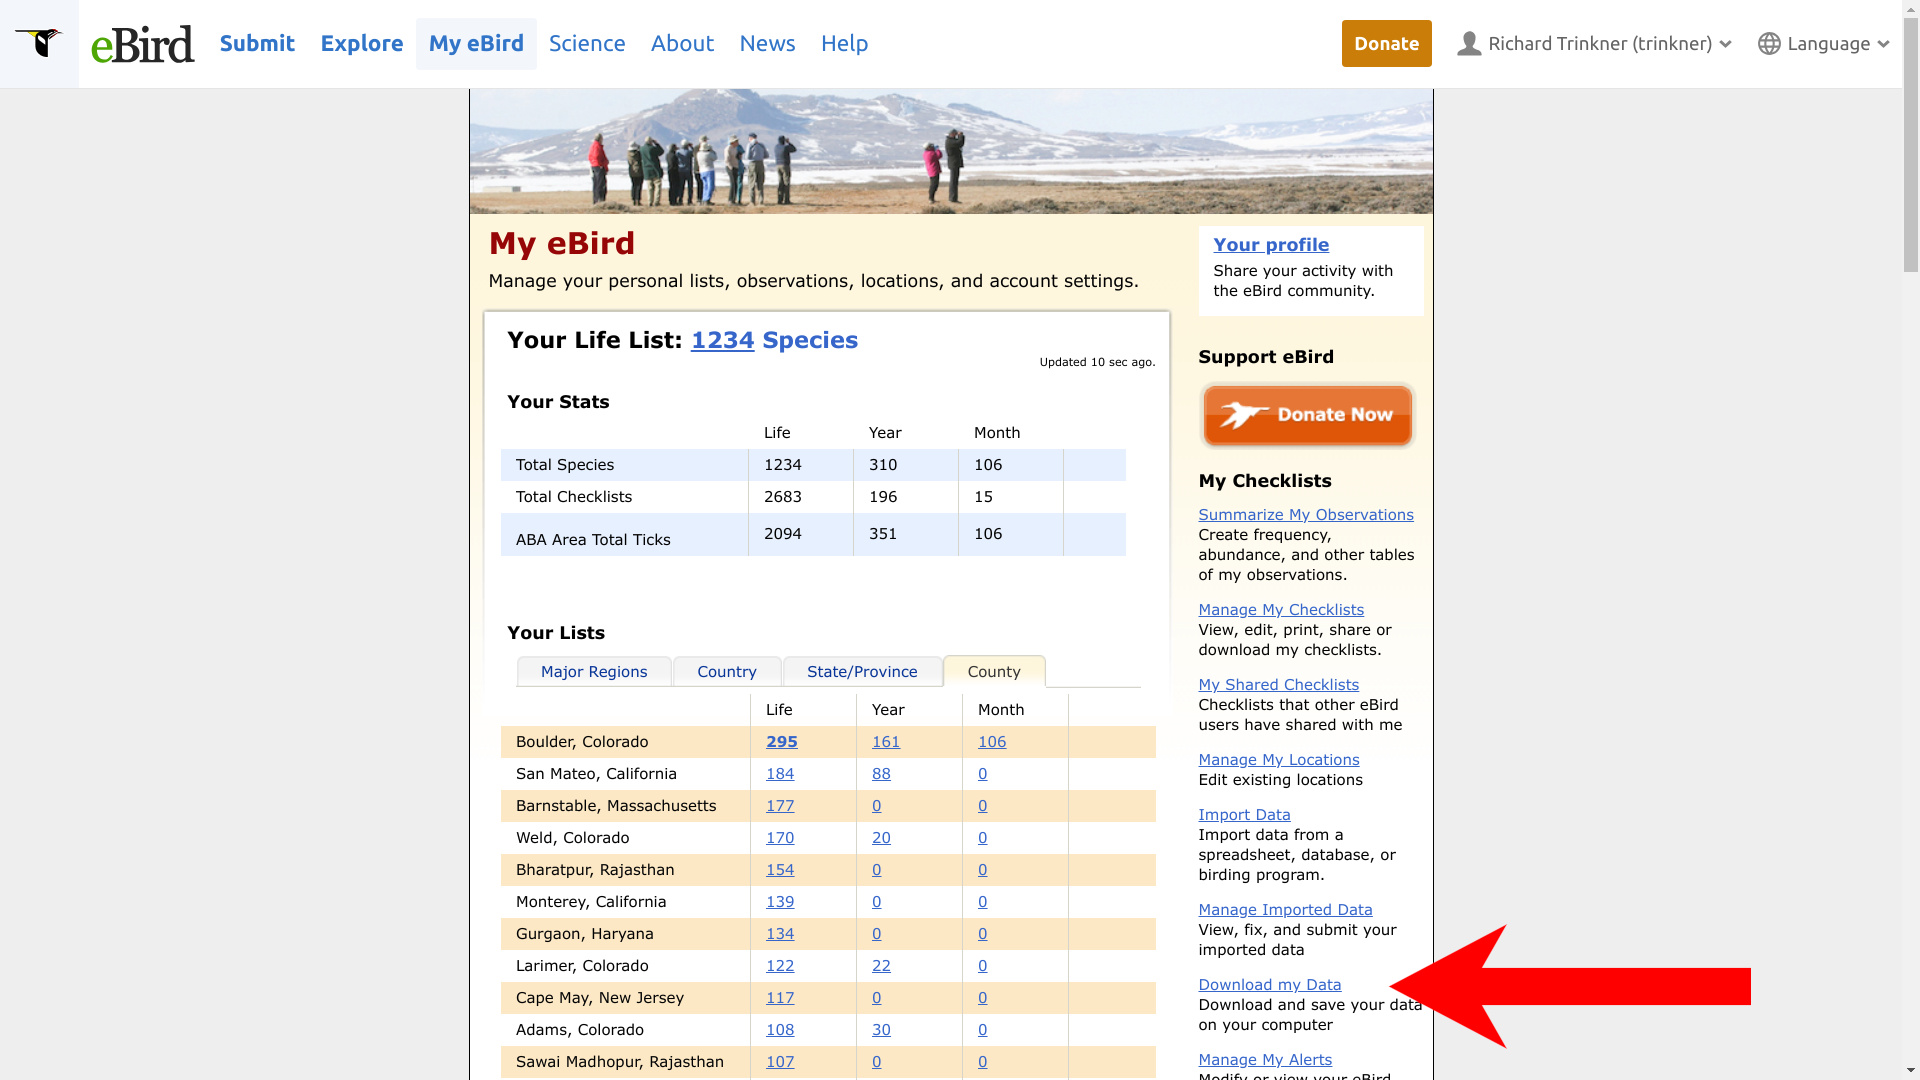 eBird
Submit
Explore
My eBird
Science
About
News
Help
Donate
Richard Trinkner (trinkner)
Language
My eBird
Manage your personal lists, observations, locations, and account settings.
Your Life List: 1234 Species
Updated 10 sec ago.
Your Stats
Life Year Month
Total Species 1234 310 106
Total Checklists 2683 196 15
ABA Area Total Ticks 2094 351 106
Your Lists
Major Regions Country State/Province County
Life Year Month
Boulder, Colorado 295 161 106
San Mateo, California 184 88 0
Barnstable, Massachusetts 177 0 0
Weld, Colorado 170 20 0
Bharatpur, Rajasthan 154 0 0
Monterey, California 139 0 0
Gurgaon, Haryana 134 0 0
Larimer, Colorado 122 22 0
Cape May, New Jersey 117 0 0
Adams, Colorado 108 30 0
Sawai Madhopur, Rajasthan 107 0 0
Your profile
Share your activity with
the eBird community.
Support eBird
Donate Now
My Checklists
Summarize My Observations
Create frequency,
abundance, and other tables
of my observations.
Manage My Checklists
View, edit, print, share or
download my checklists.
My Shared Checklists
Checklists that other eBird
users have shared with me
Manage My Locations
Edit existing locations
Import Data
Import data from a
spreadsheet, database, or
birding program.
Manage Imported Data
View, fix, and submit your
imported data
Download my Data
Download and save your data
on your computer
Manage My Alerts
Modify or view your eBird